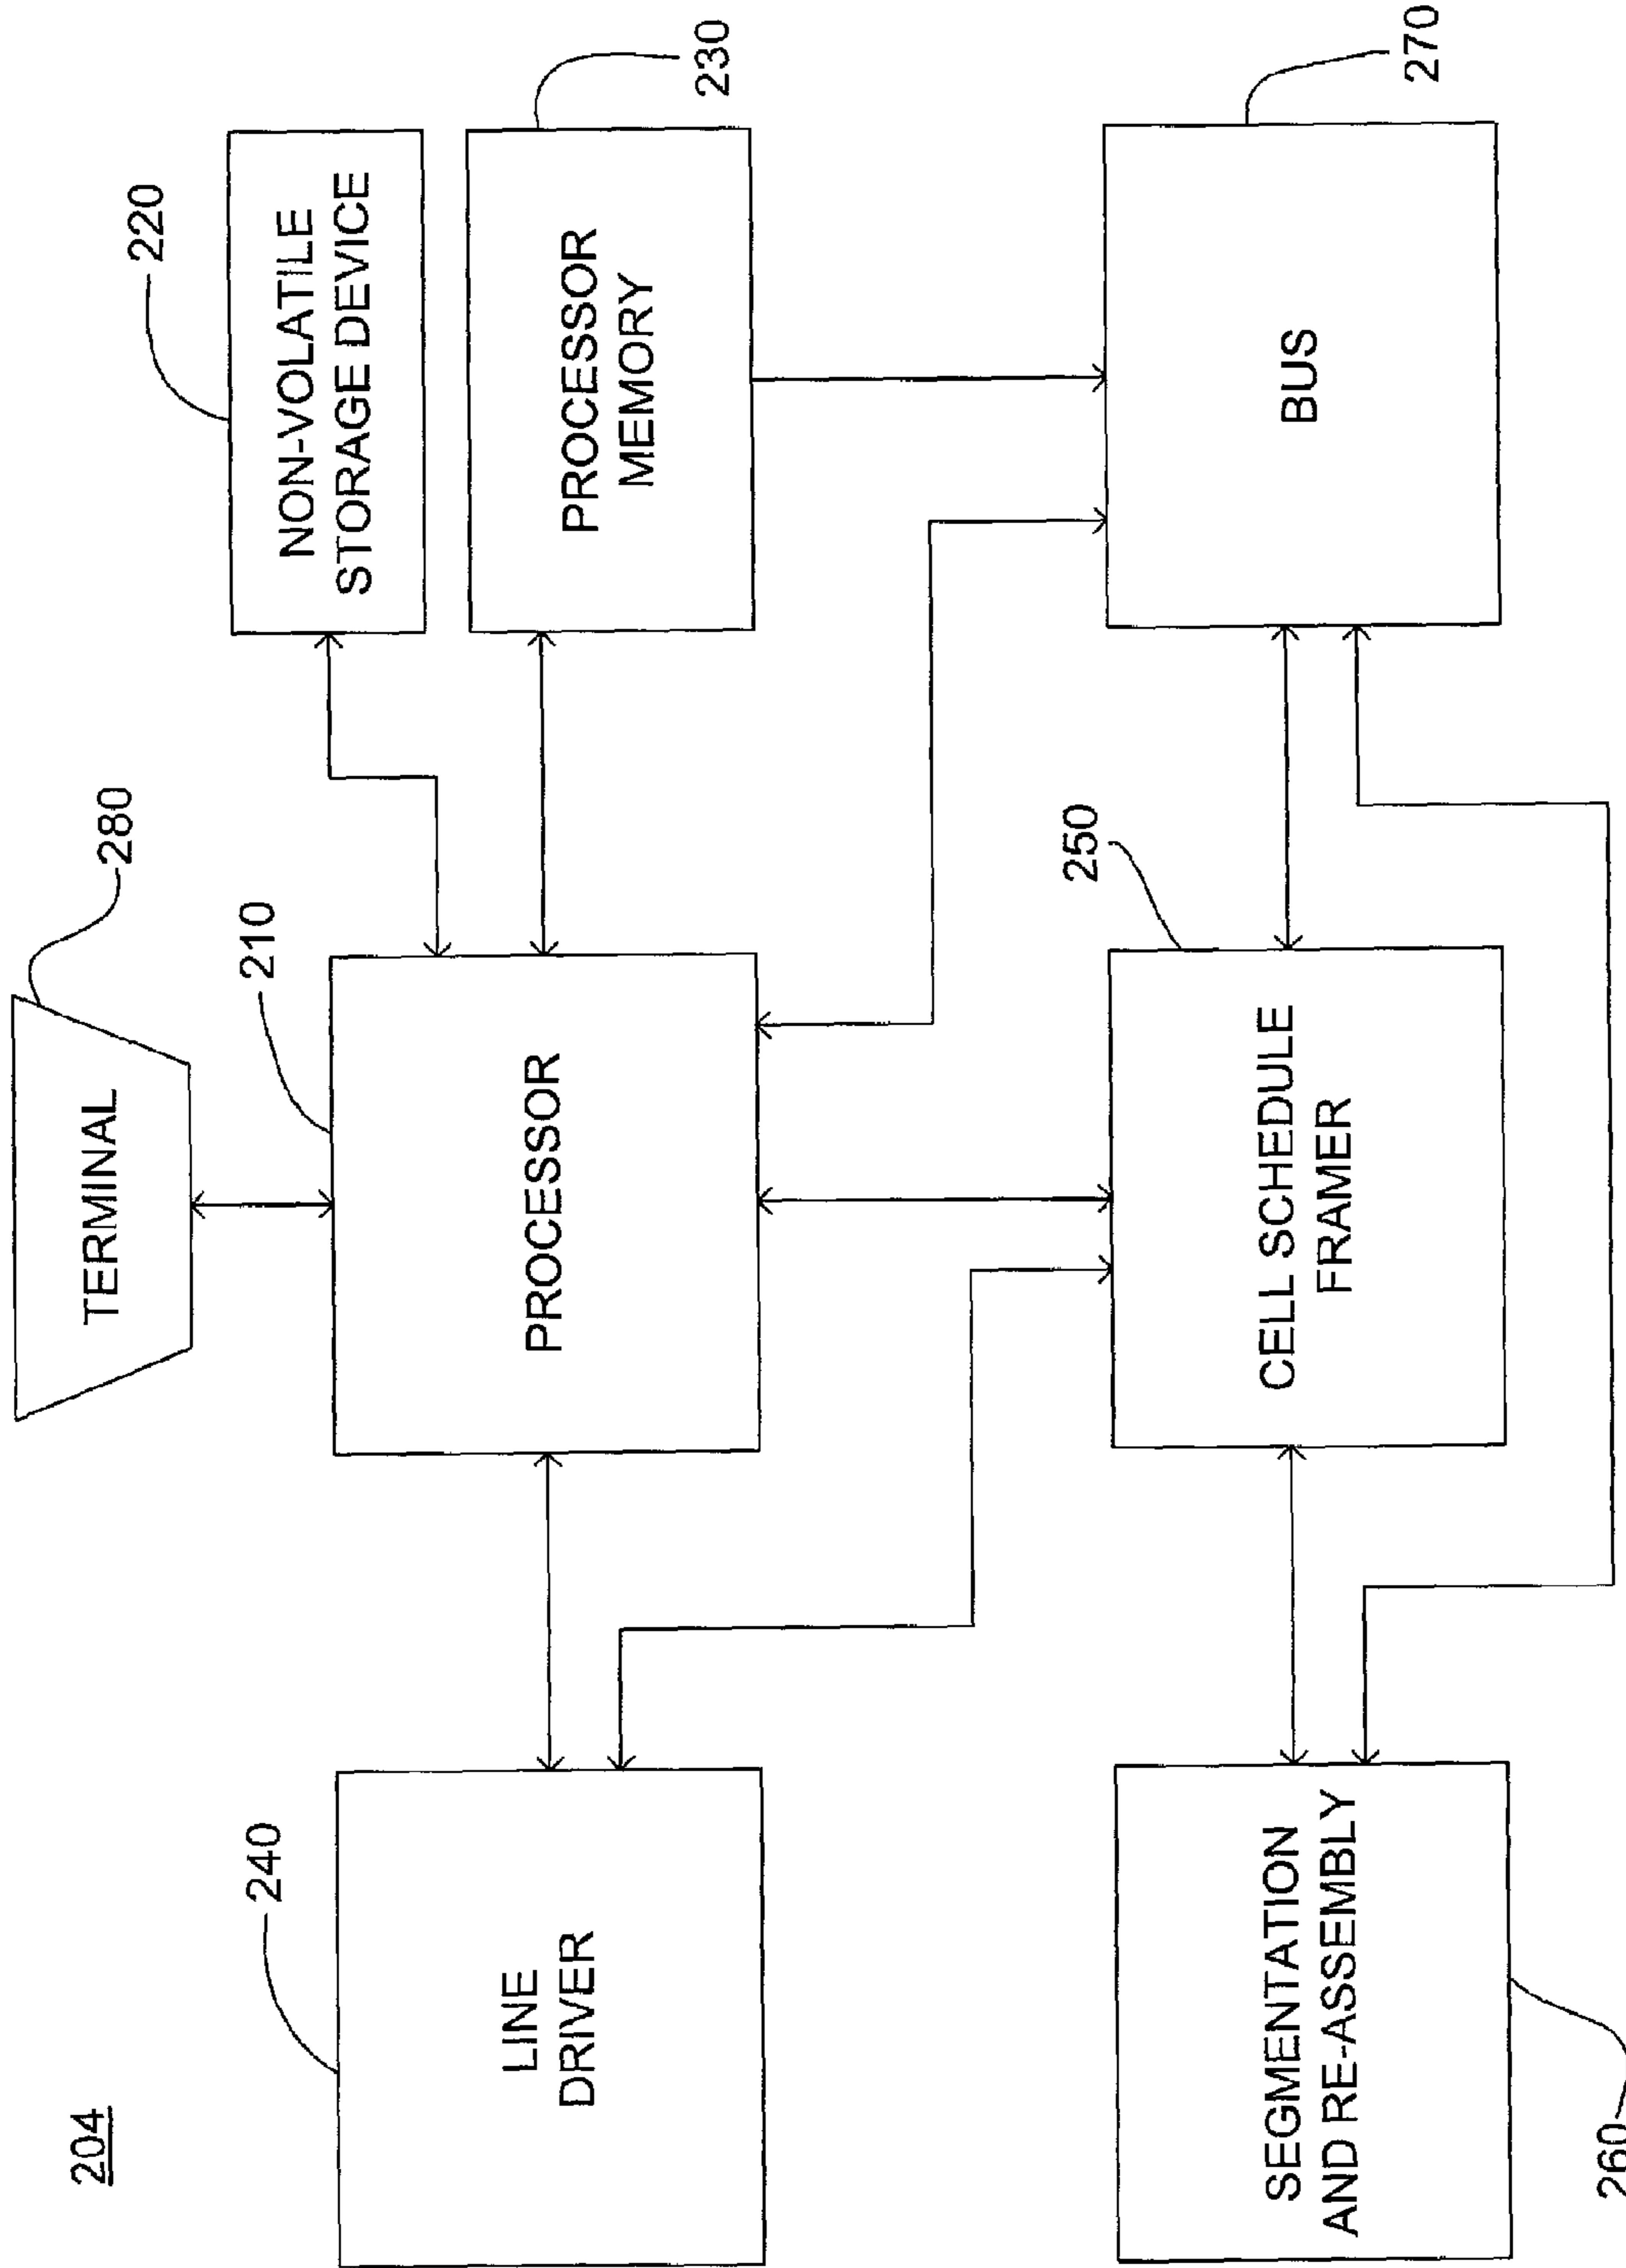 204
TERMINAL
280
240
210
220
LINE
DRIVER
PROCESSOR
NON-VOLATILE
STORAGE DEVICE
PROCESSOR
MEMORY
230
250
SEGMENTATION
AND RE-ASSEMBLY
CELL SCHEDULE
FRAMER
BUS
260
270